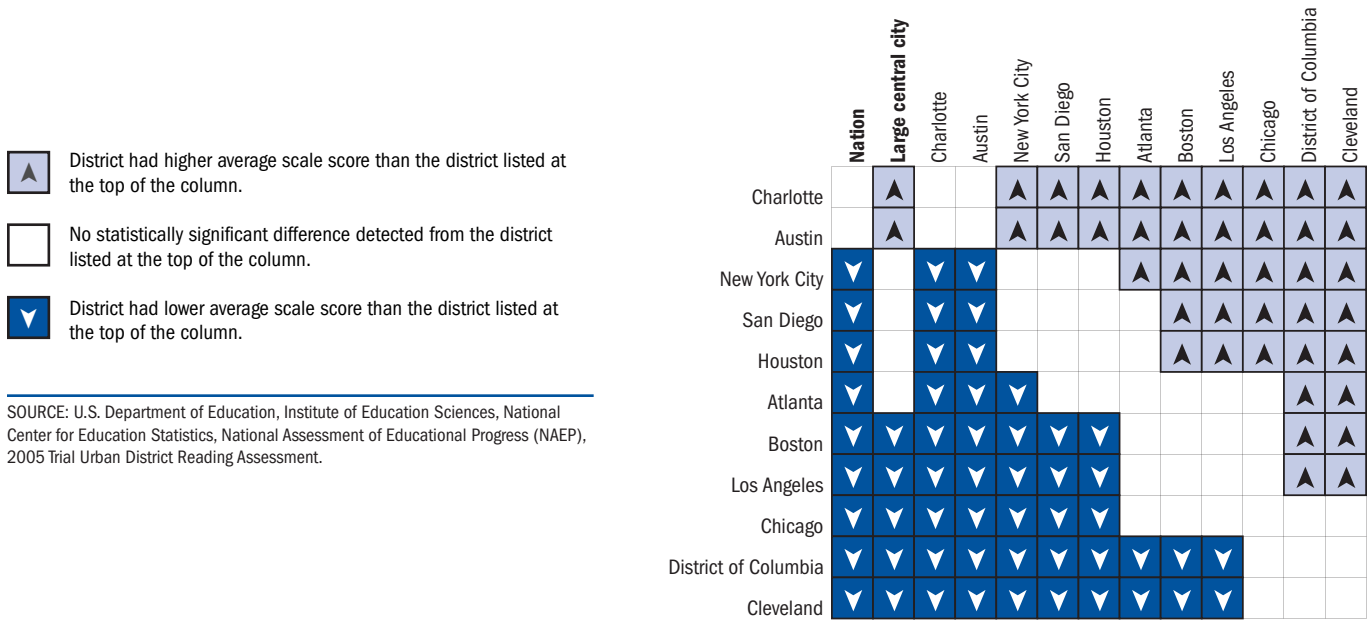 District had higher average scale score than the district listed at
the top of the column.
No statistically significant difference detected from the district
listed at the top of the column.
District had lower average scale score than the district listed at
the top of the column.
SOURCE: U.S. Department of Education, Institute of Education Sciences, National
Center for Education Statistics, National Assessment of Educational Progress (NAEP),
2005 Trial Urban District Reading Assessment.
Nation
Large central city
Charlotte
Austin
New York City
San Diego
Houston
Atlanta
Boston
Los Angeles
Chicago
District of Columbia
Cleveland
Charlotte
Austin
New York City
San Diego
Houston
Atlanta
Boston
Los Angeles
Chicago
District of Columbia
Cleveland